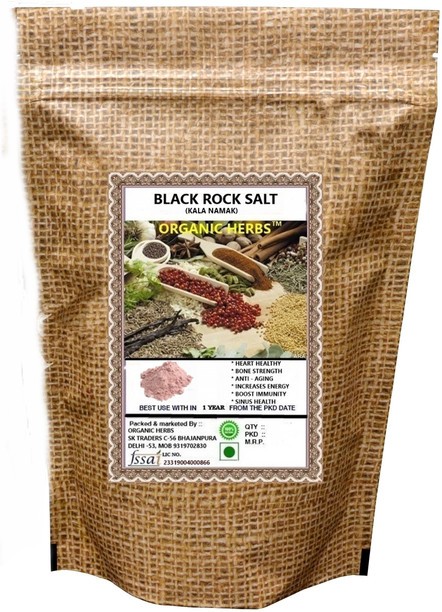 BLACK ROCK SALT
(KALA NAMAK)
ORGANIC HERBS™
* HEART HEALTHY
* BONE STRENGTH
* ANTI - AGING
* INCREASES ENERGY
* BOOST IMMUNITY
* SINUS HEALTH
BEST USE WITH IN 1 YEAR FROM THE PKD DATE
Packed & marketed By ::
ORGANIC HERBS
SK TRADERS C-56 BHAJANPURA
DELHI -53, MOB 9319702830
fssai LIC NO.
23319004000866
QTY ::
PKD ::
M.R.P.